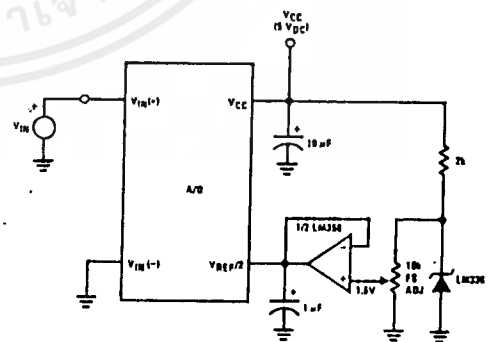 VCC
(5 VDC)
VIN(+)
VCC
VIN
+
10 µF
2k
A/D
1/2 LM358
VIN(-)
VREF/2
-
+
1.5V
10k
FS
ADJ
LM336
+
1 µF